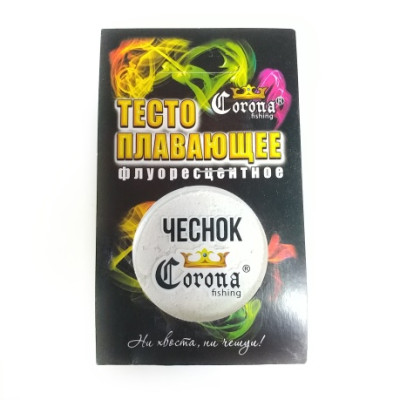 ТЕСТО
Corona®
fishing
ПЛАВАЮЩЕЕ
флуоресцентное
ЧЕСНОК
Corona®
fishing
Ни хвоста, ни чешуи!